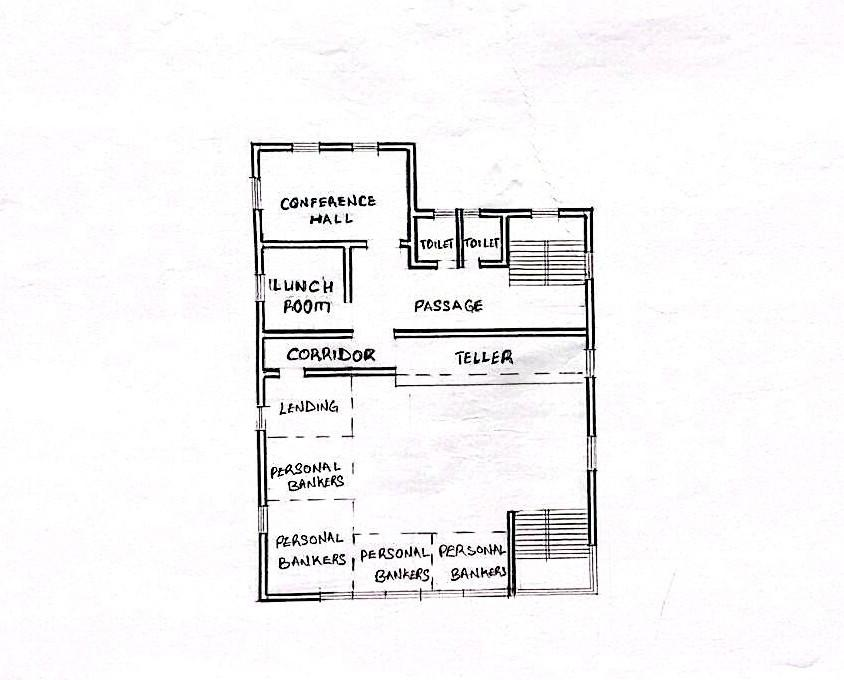 CONFERENCE
HALL
TOILET
TOILET
LUNCH
ROOM
PASSAGE
CORRIDOR
TELLER
LENDING
PERSONAL
BANKERS
PERSONAL
BANKERS
PERSONAL
BANKERS
PERSONAL
BANKERS